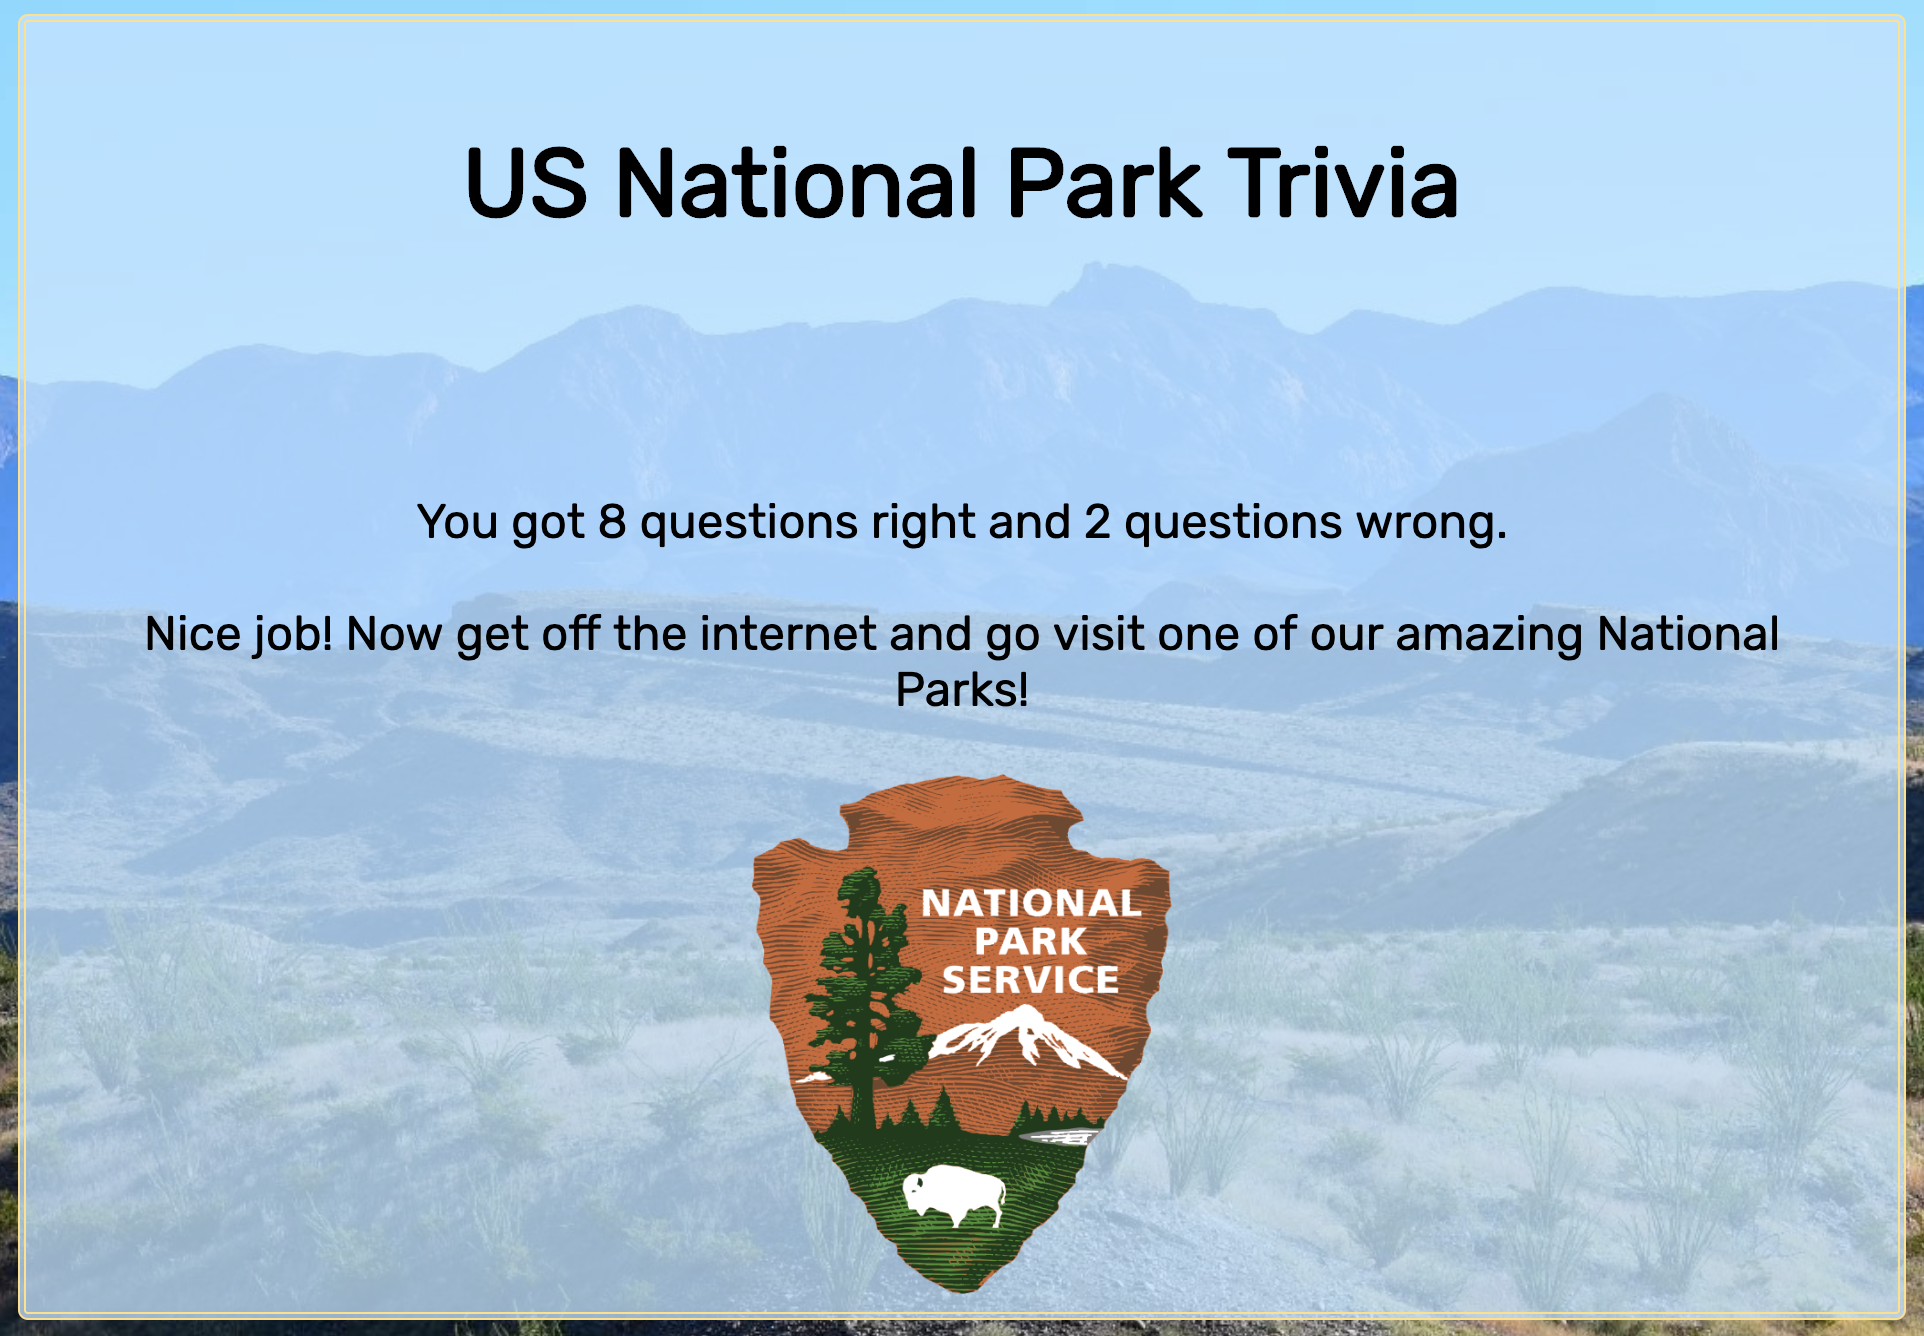 US National Park Trivia
You got 8 questions right and 2 questions wrong.
Nice job! Now get off the internet and go visit one of our amazing National
Parks!
NATIONAL
PARK
SERVICE